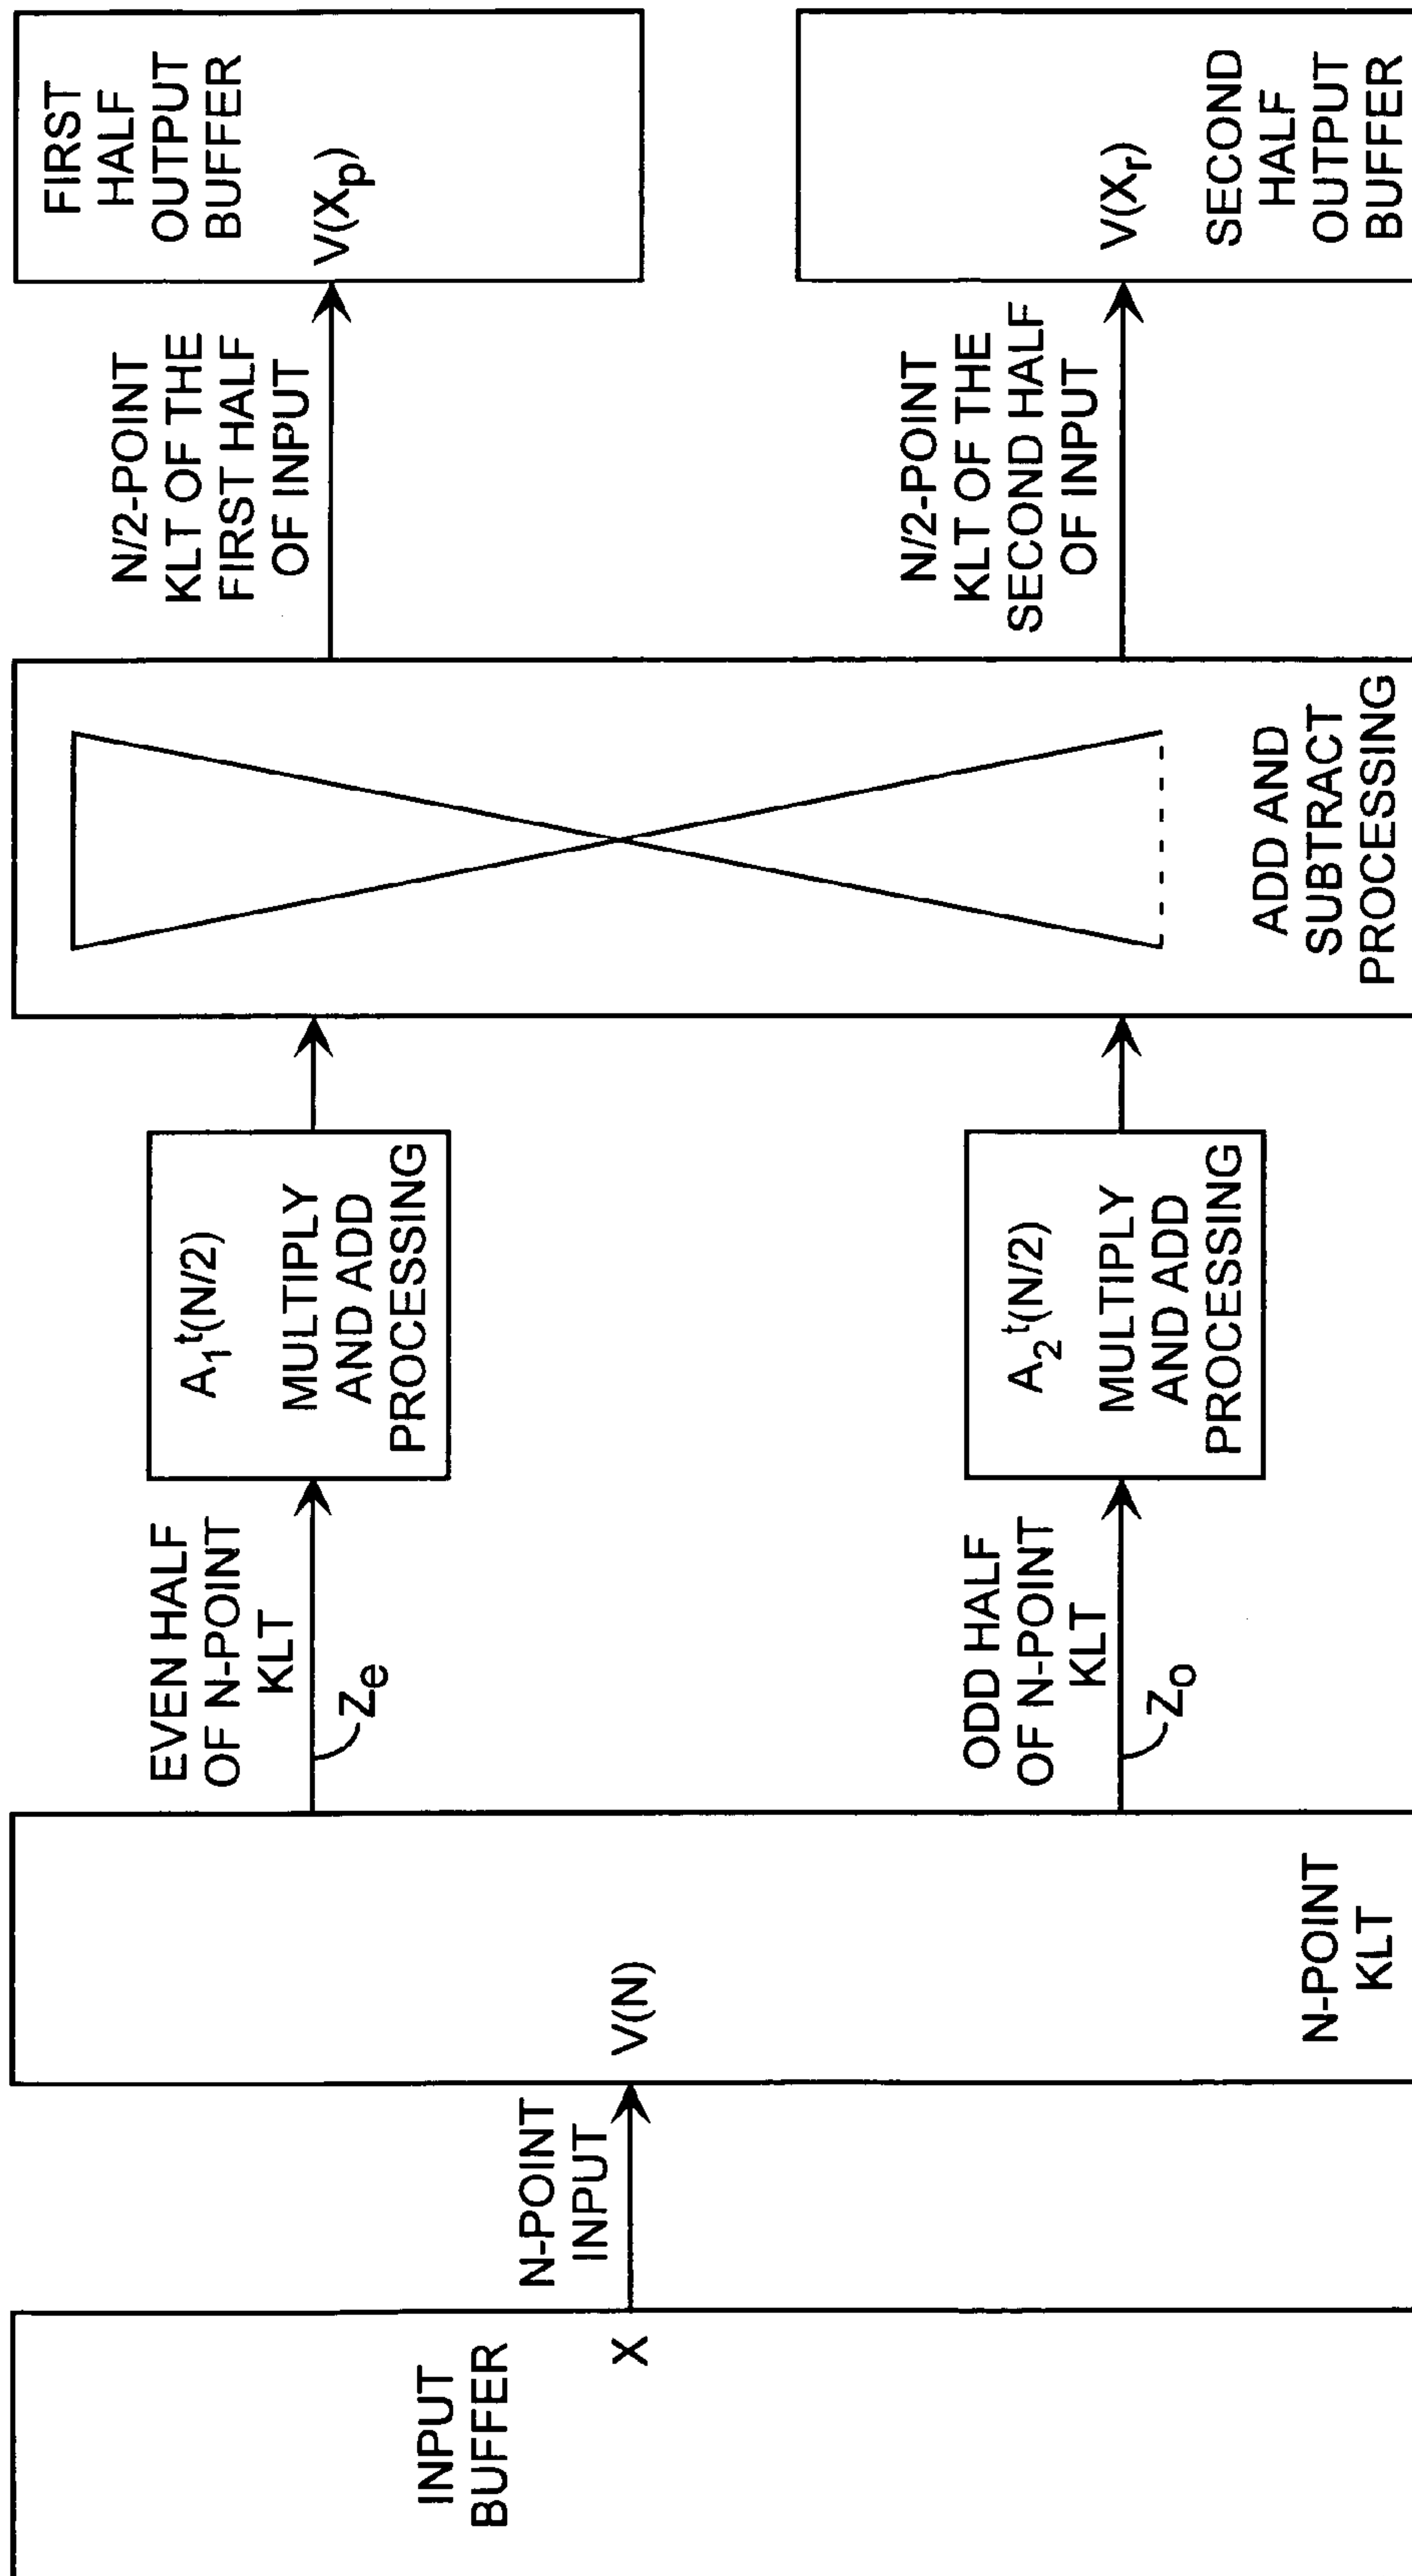 INPUT
BUFFER
X
N-POINT
INPUT
V(N)
N-POINT
KLT
EVEN HALF
OF N-POINT
KLT
Ze
ODD HALF
OF N-POINT
KLT
Zo
A1t(N/2)
MULTIPLY
AND ADD
PROCESSING
A2t(N/2)
MULTIPLY
AND ADD
PROCESSING
ADD AND
SUBTRACT
PROCESSING
N/2-POINT
KLT OF THE
FIRST HALF
OF INPUT
N/2-POINT
KLT OF THE
SECOND HALF
OF INPUT
FIRST
HALF
OUTPUT
BUFFER
V(Xp)
V(Xr)
SECOND
HALF
OUTPUT
BUFFER